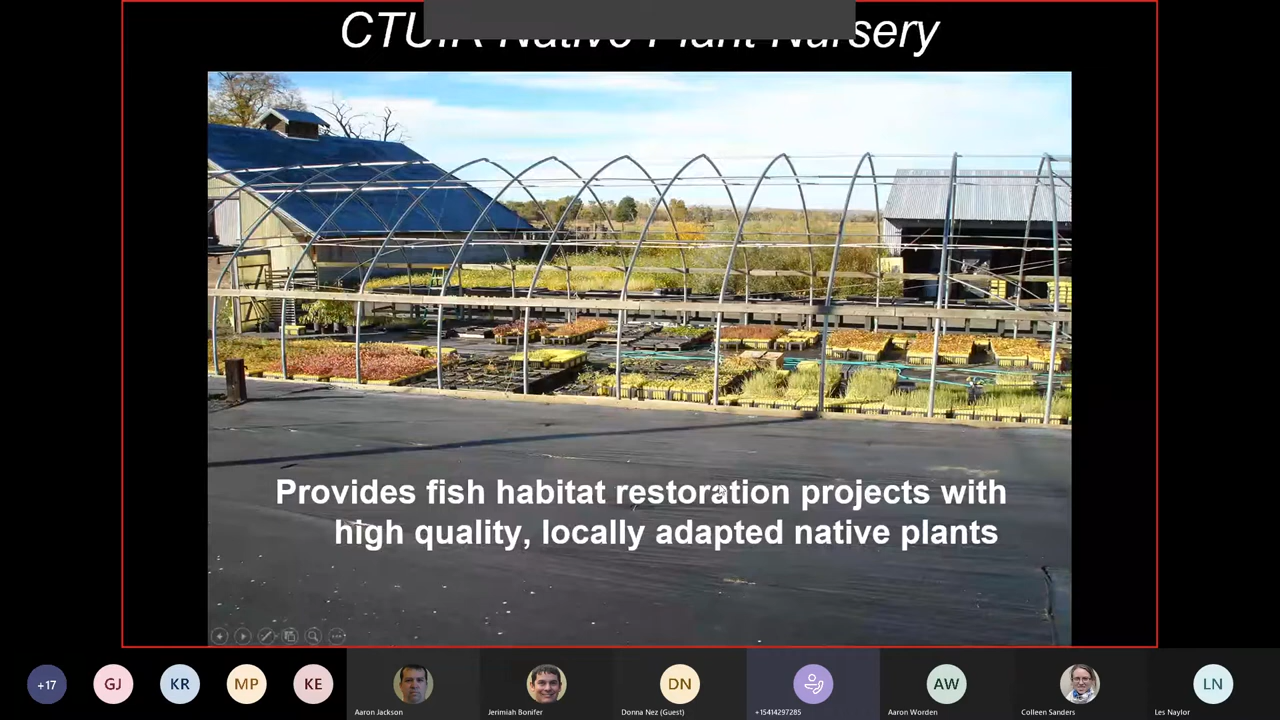 CTUIR Native Plant Nursery
Provides fish habitat restoration projects with
high quality, locally adapted native plants
+17
GJ
KR
MP
KE
DN
AW
LN
Aaron Jackson
Jerimiah Bonifer
Donna Nez (Guest)
+15414297285
Aaron Worden
Colleen Sanders
Les Naylor